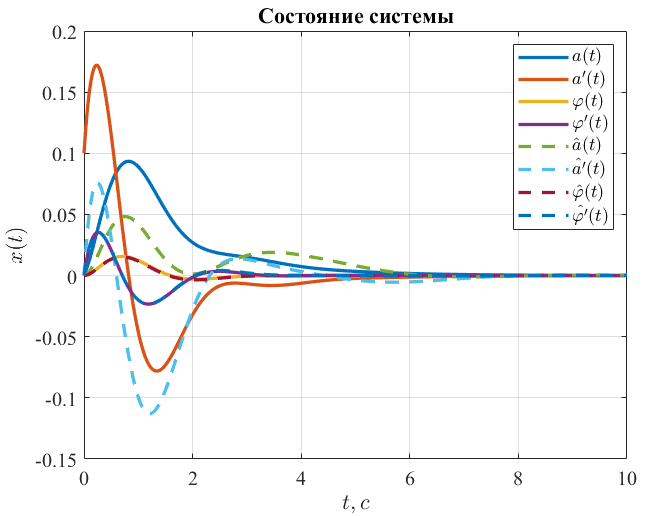 Состояние системы
0.2
0.15
0.1
0.05
0
-0.05
-0.1
-0.15
0 2 4 6 8 10
x(t)
t, c
a(t)
a′(t)
φ(t)
φ′(t)
â(t)
â′(t)
φ̂(t)
φ̂′(t)